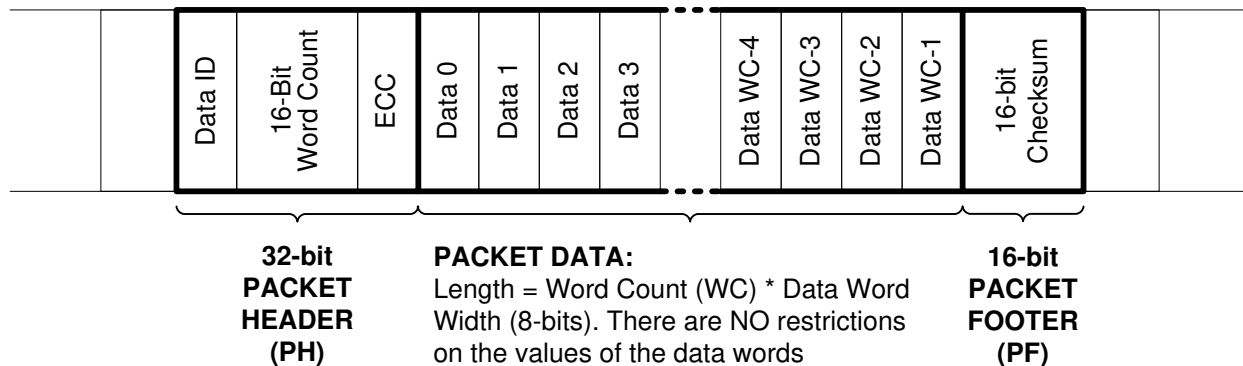 Data ID
16-Bit
Word Count
ECC
Data 0
Data 1
Data 2
Data 3
Data WC-4
Data WC-3
Data WC-2
Data WC-1
16-bit
Checksum
32-bit
PACKET
HEADER
(PH)
PACKET DATA:
Length = Word Count (WC) * Data Word
Width (8-bits). There are NO restrictions
on the values of the data words
16-bit
PACKET
FOOTER
(PF)